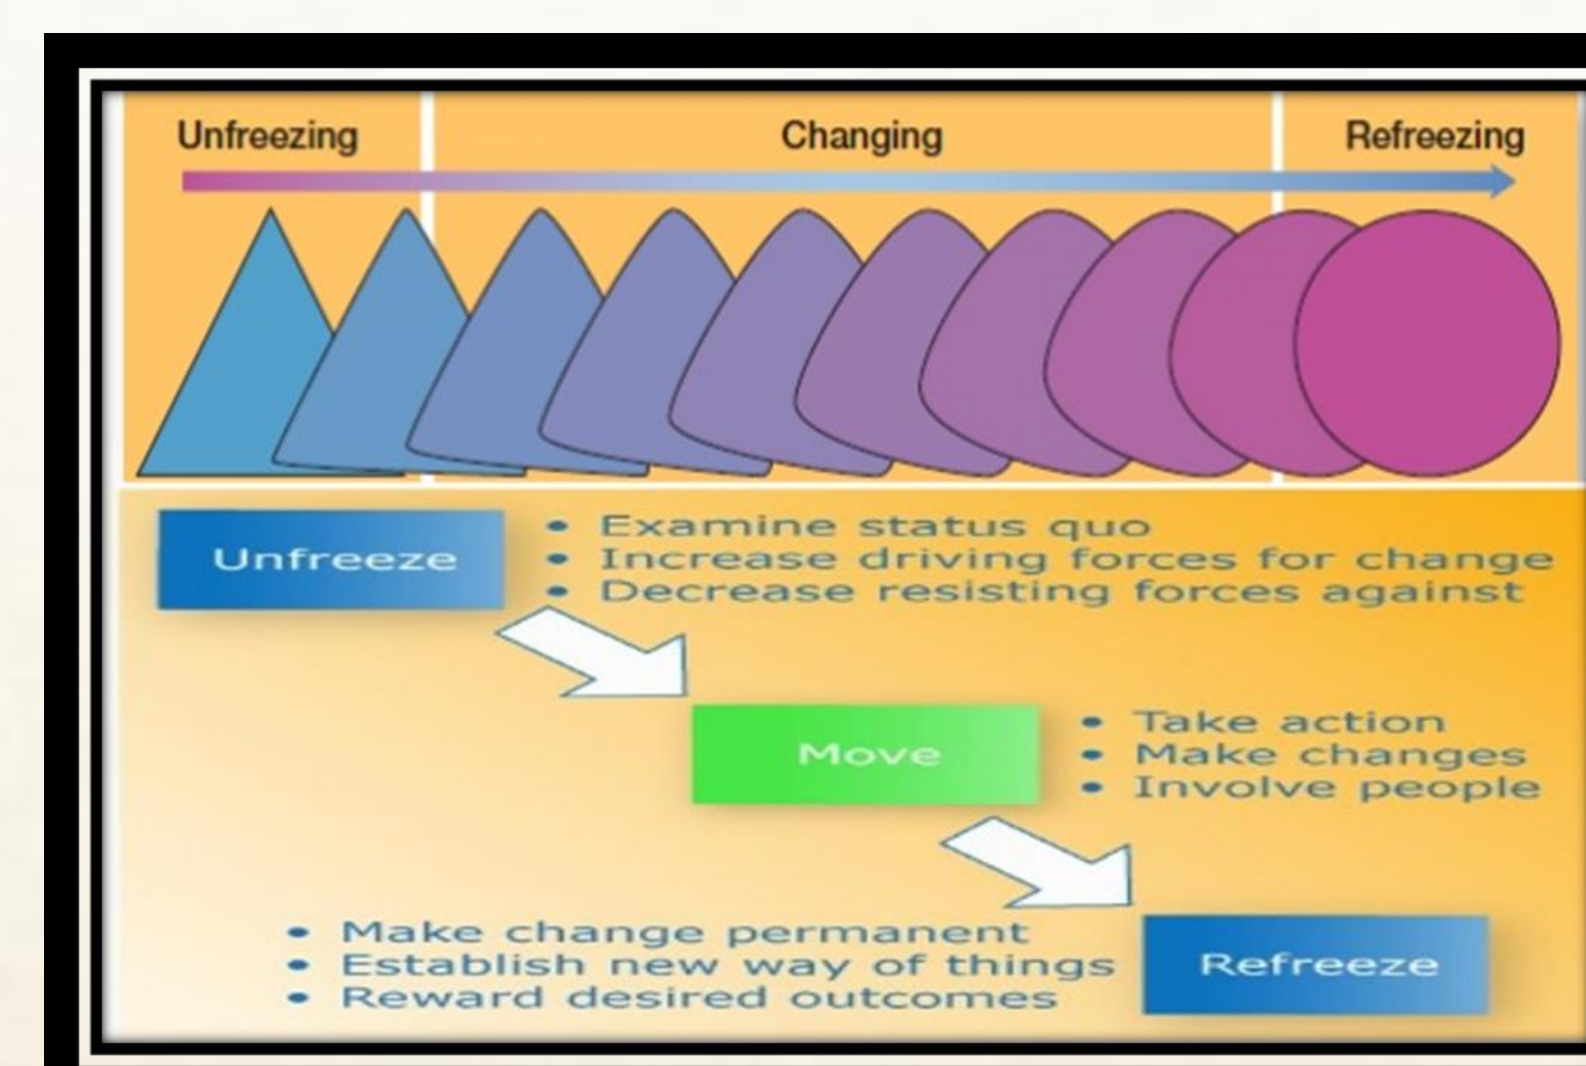 Unfreezing
Changing
Refreezing
Unfreeze
• Examine status quo
• Increase driving forces for change
• Decrease resisting forces against
Move
• Take action
• Make changes
• Involve people
• Make change permanent
• Establish new way of things
• Reward desired outcomes
Refreeze